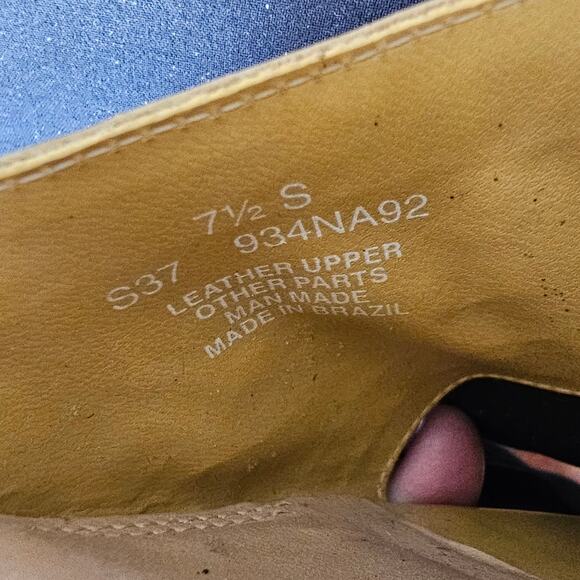 7½ S
S37 934NA92
LEATHER UPPER
OTHER PARTS
MAN MADE
MADE IN BRAZIL